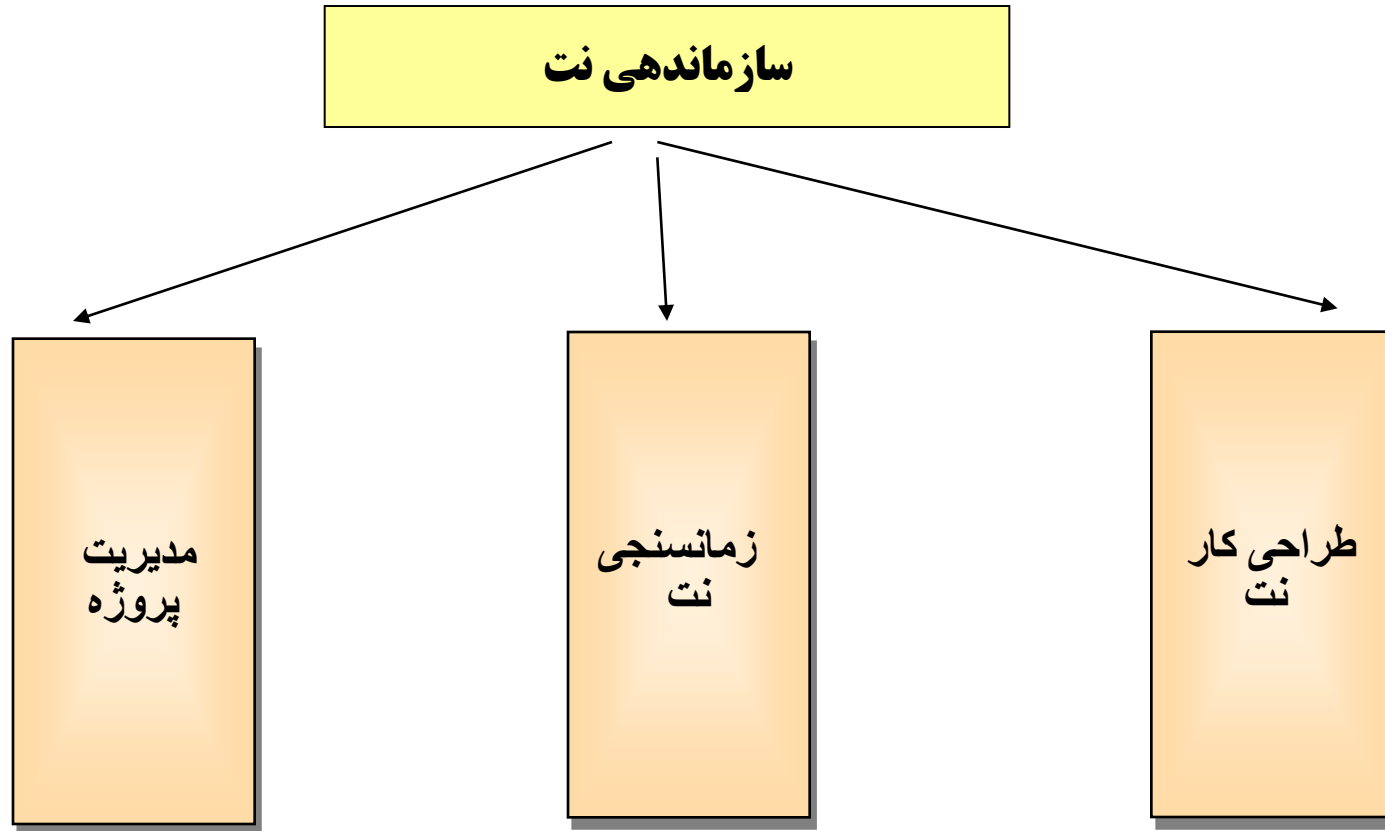 سازماندهی نت
طراحی کار
نت
زمانسنجی
نت
مدیریت
پروژه